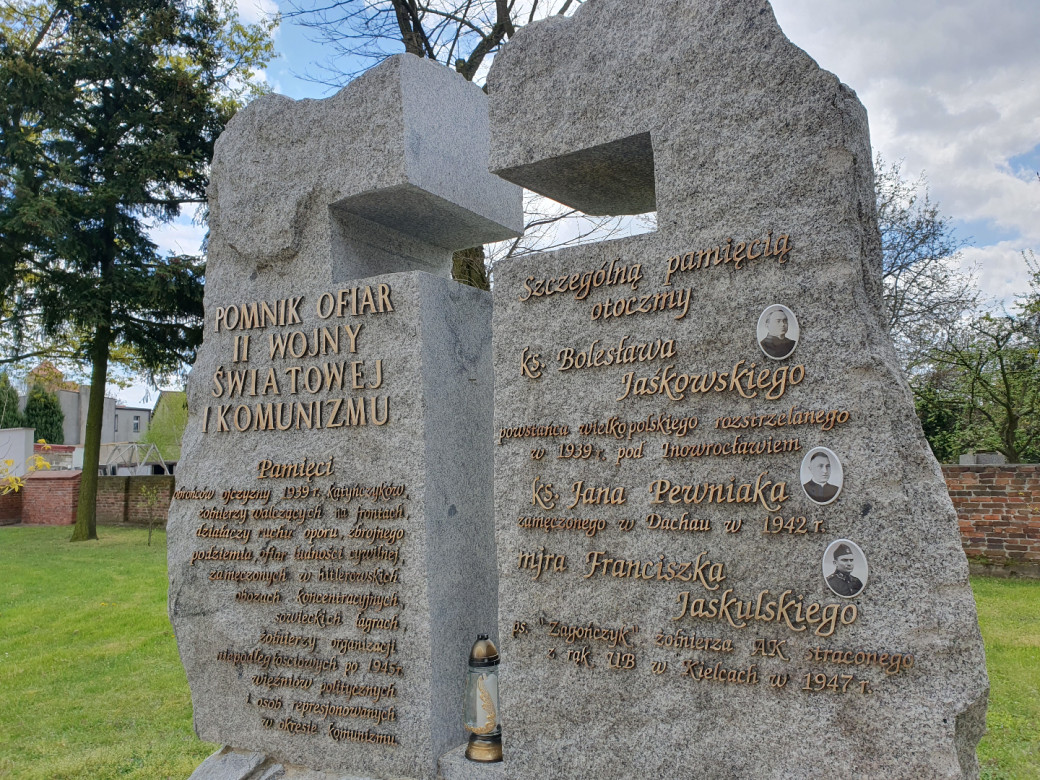 POMNIK OFIAR
II WOJNY
ŚWIATOWEJ
I KOMUNIZMU
Pamięci
obrońców ojczyzny 1939 r. Katyńczyków,
żołnierzy walczących na frontach,
działaczy ruchu oporu, zbrojnego
podziemia, ofiar ludności cywilnej,
zamęczonych w hitlerowskich
obozach koncentracyjnych,
sowieckich łagrach
żołnierzy organizacji
niepodległościowych po 1945r.
więźniów politycznych
i osób represjonowanych
w okresie komunizmu
Szczególną pamięcią
otoczmy
ks. Bolesława
Jaśkowskiego
powstańca wielkopolskiego rozstrzelanego
w 1939r. pod Inowrocławiem
ks. Jana Pewniaka
zamęczonego w Dachau w 1942 r.
mjra Franciszka
Jaskulskiego
ps. "Zagończyk" żołnierza AK straconego
z rąk UB w Kielcach w 1947 r.